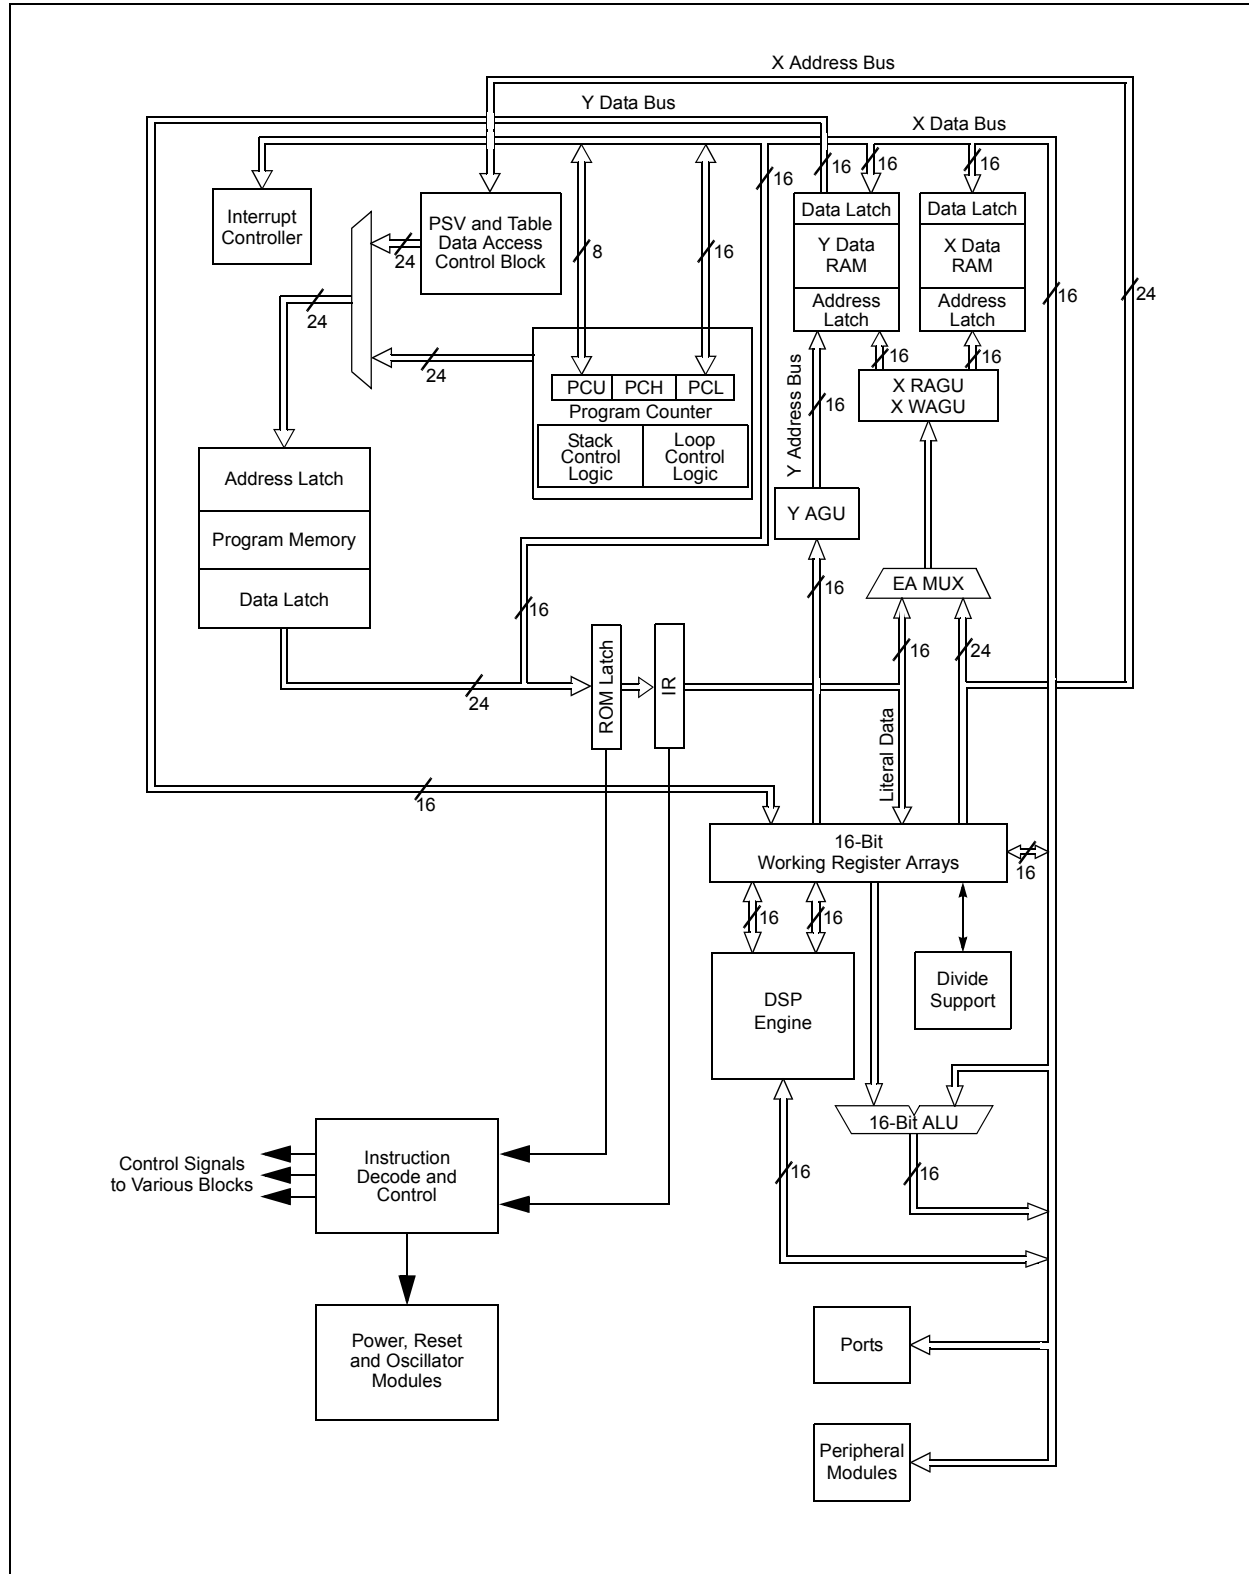 X Address Bus
Y Data Bus
X Data Bus
16
16
16
16
16
Interrupt
Controller
PSV and Table
Data Access
Control Block
24
8
16
Data Latch
Y Data
RAM
Address
Latch
Data Latch
X Data
RAM
Address
Latch
16
24
24
24
16
16
X RAGU
X WAGU
PCU
PCH
PCL
Program Counter
Stack
Control
Logic
Loop
Control
Logic
Y Address Bus
16
Address Latch
Program Memory
Data Latch
Y AGU
EA MUX
16
16
16
24
24
ROM Latch
IR
Literal Data
16
16-Bit
Working Register Arrays
16
16
16
DSP
Engine
Divide
Support
16-Bit ALU
16
16
Control Signals
to Various Blocks
Instruction
Decode and
Control
Power, Reset
and Oscillator
Modules
Ports
Peripheral
Modules